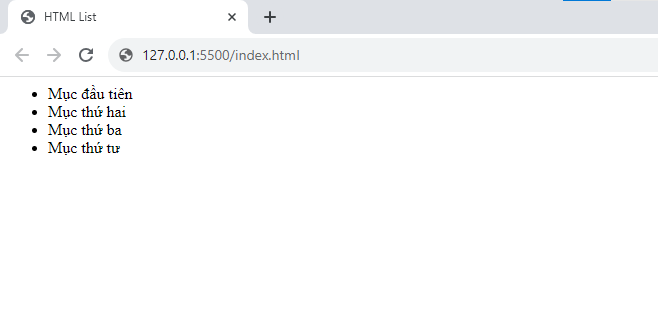 HTML List
127.0.0.1:5500/index.html
Mục đầu tiên
Mục thứ hai
Mục thứ ba
Mục thứ tư